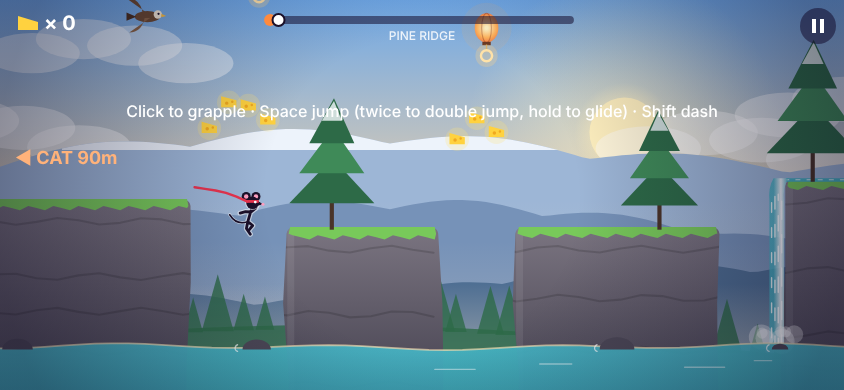 × 0
PINE RIDGE
Click to grapple · Space jump (twice to double jump, hold to glide) · Shift dash
CAT 90m